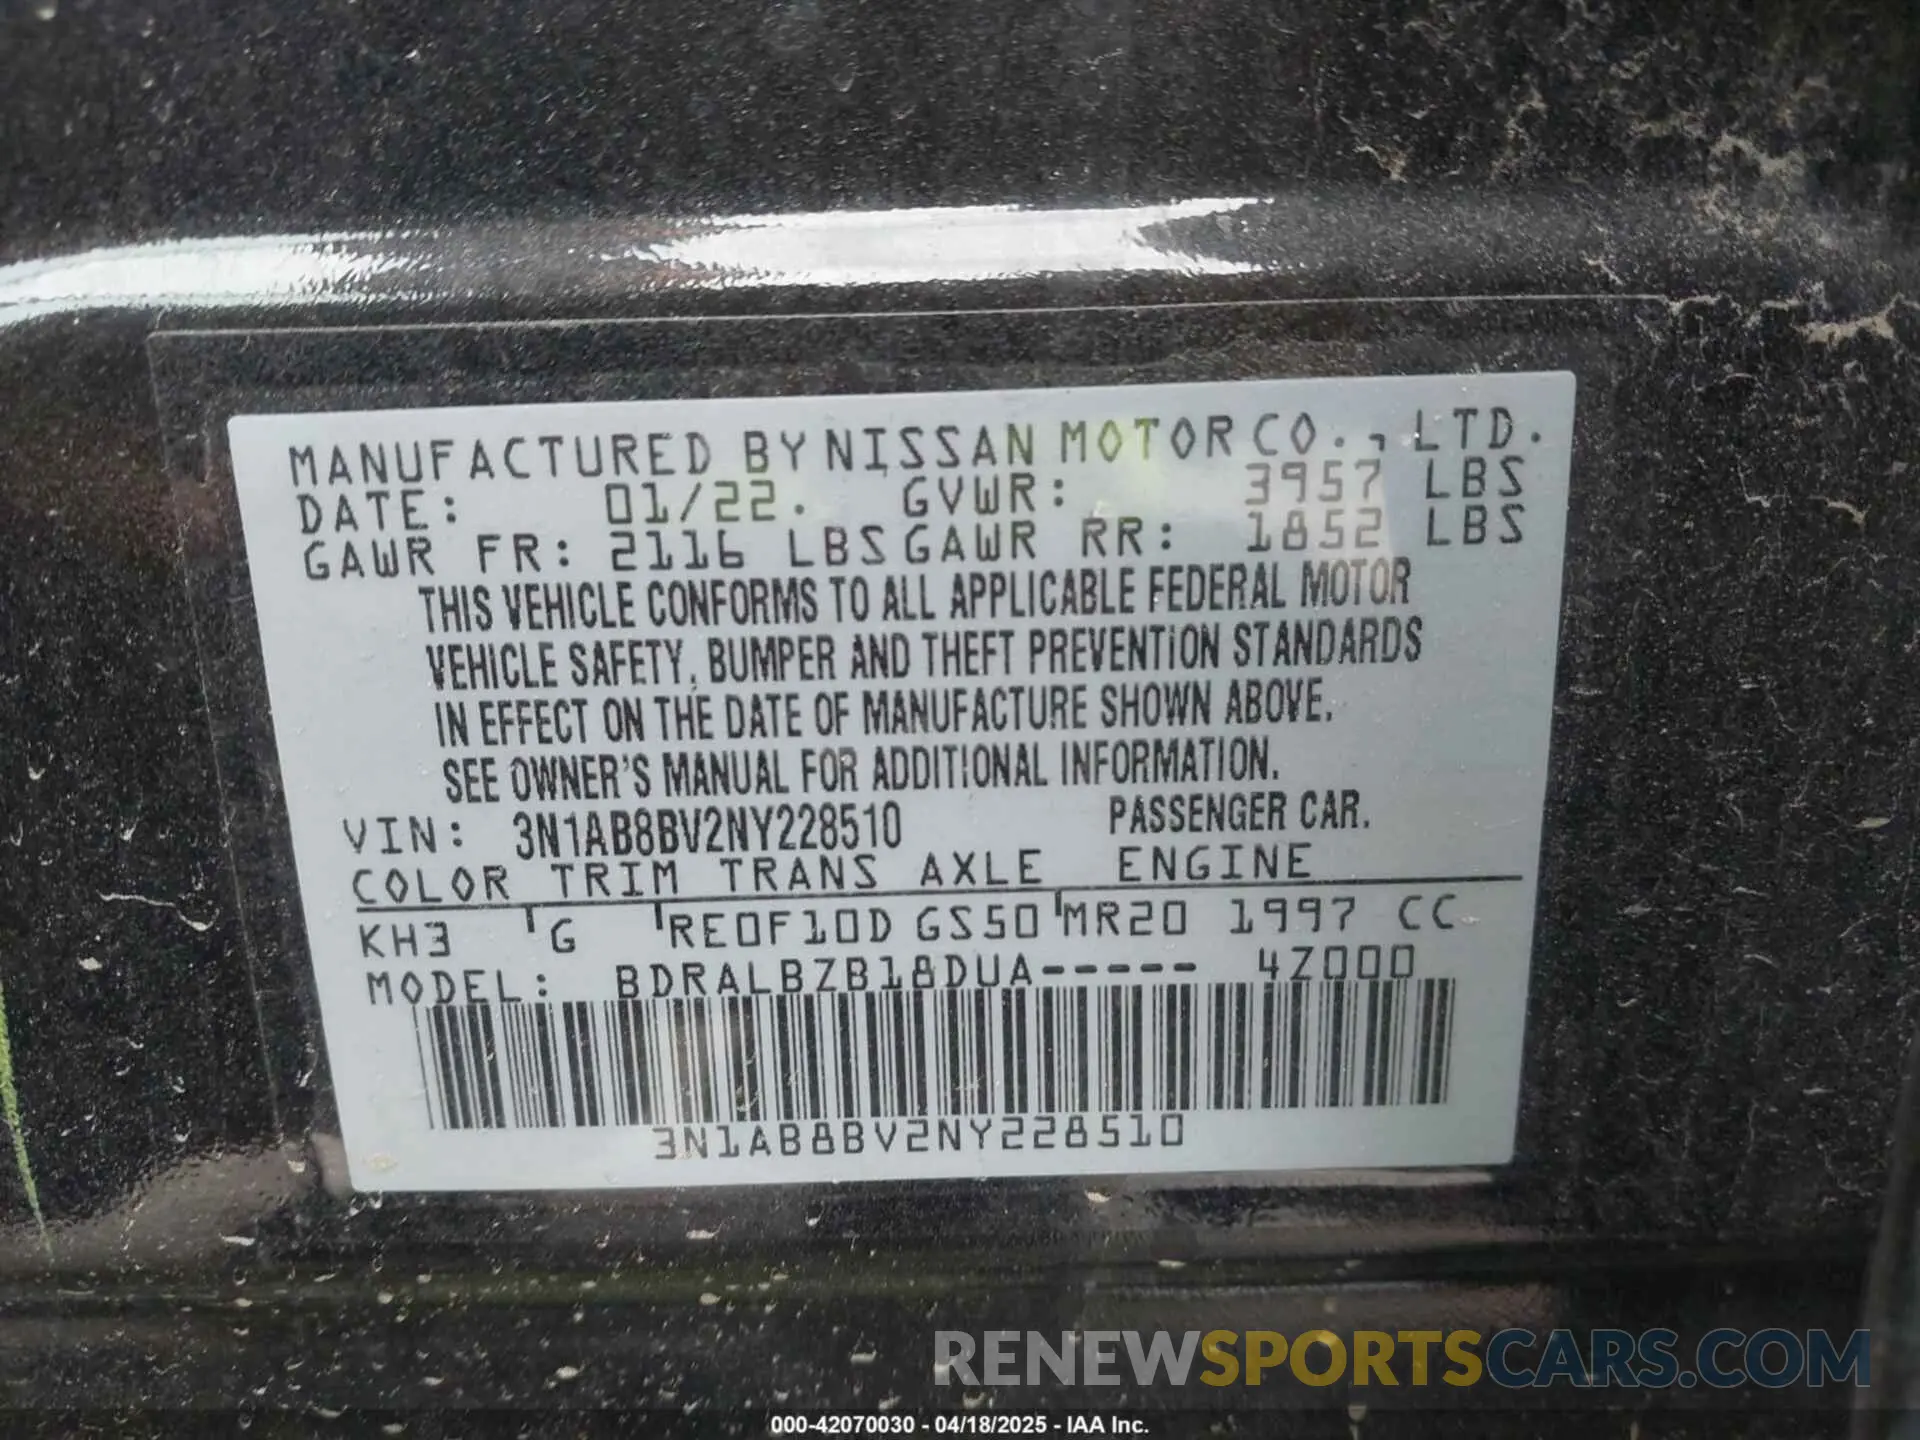 MANUFACTURED BY NISSAN MOTOR CO., LTD.
DATE: 01/22. GVWR: 3957 LBS
GAWR FR: 2116 LBS GAWR RR: 1852 LBS
THIS VEHICLE CONFORMS TO ALL APPLICABLE FEDERAL MOTOR
VEHICLE SAFETY, BUMPER AND THEFT PREVENTION STANDARDS
IN EFFECT ON THE DATE OF MANUFACTURE SHOWN ABOVE.
SEE OWNER'S MANUAL FOR ADDITIONAL INFORMATION.
VIN: 3N1AB8BV2NY228510 PASSENGER CAR.
COLOR TRIM TRANS AXLE ENGINE
KH3 G RE0F10D GS50 MR20 1997 CC
MODEL: BDRALBZB18DUA----- 4Z000
3N1AB8BV2NY228510
RENEWSPORTSCARS.COM
000-42070030 - 04/18/2025 - IAA Inc.